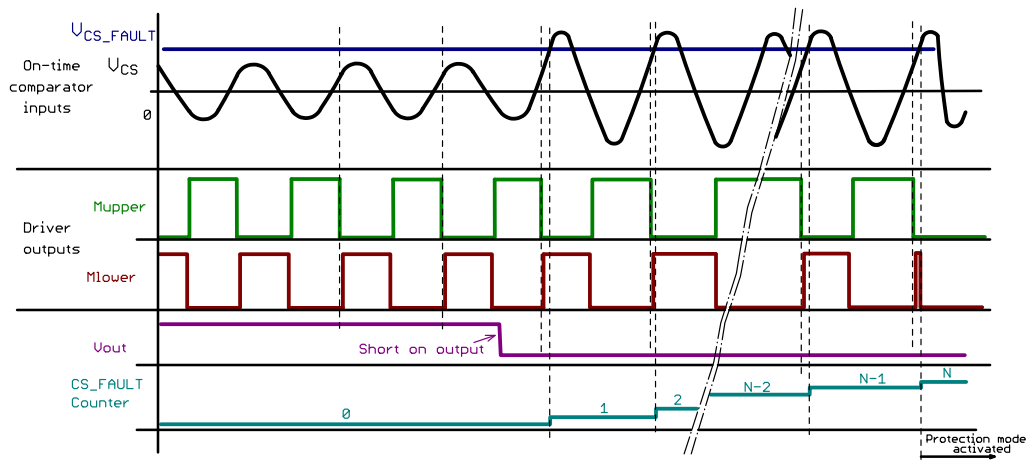 VCS_FAULT
On-time
comparator
inputs
VCS
0
Mupper
Driver
outputs
Mlower
Vout
Short on output
CS_FAULT
Counter
0
1
2
N-2
N-1
N
Protection mode
activated